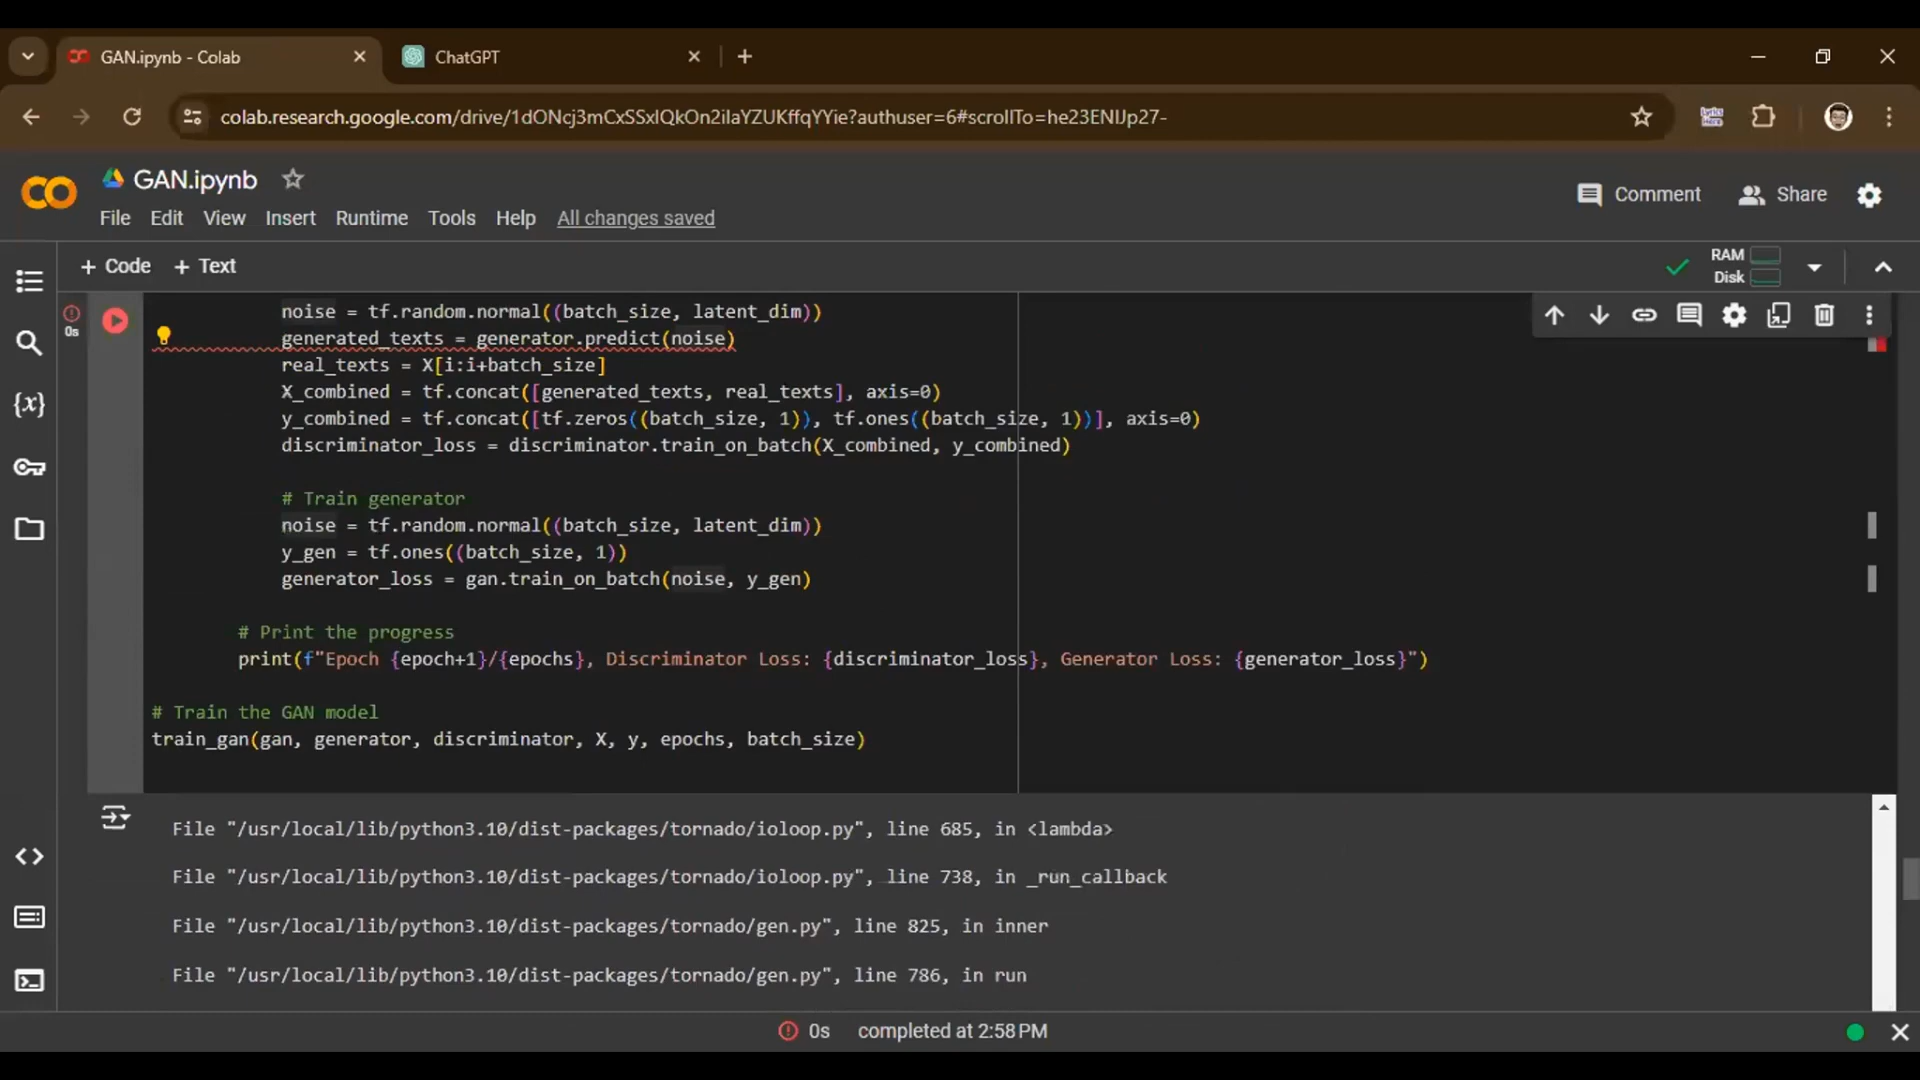 GAN.ipynb - Colab
ChatGPT
colab.research.google.com/drive/1dONcj3mCxSSxlQkOn2ilaYZUKffqYYie?authuser=6#scrollTo=he23ENIJp27-
GAN.ipynb
Comment
Share
File Edit View Insert Runtime Tools Help All changes saved
+ Code + Text
RAM
Disk
0s
noise = tf.random.normal((batch_size, latent_dim))
generated_texts = generator.predict(noise)
real_texts = X[i:i+batch_size]
X_combined = tf.concat([generated_texts, real_texts], axis=0)
y_combined = tf.concat([tf.zeros((batch_size, 1)), tf.ones((batch_size, 1))], axis=0)
discriminator_loss = discriminator.train_on_batch(X_combined, y_combined)
# Train generator
noise = tf.random.normal((batch_size, latent_dim))
y_gen = tf.ones((batch_size, 1))
generator_loss = gan.train_on_batch(noise, y_gen)
# Print the progress
print(f"Epoch {epoch+1}/{epochs}, Discriminator Loss: {discriminator_loss}, Generator Loss: {generator_loss}")
# Train the GAN model
train_gan(gan, generator, discriminator, X, y, epochs, batch_size)
File "/usr/local/lib/python3.10/dist-packages/tornado/ioloop.py", line 685, in <lambda>
File "/usr/local/lib/python3.10/dist-packages/tornado/ioloop.py", line 738, in _run_callback
File "/usr/local/lib/python3.10/dist-packages/tornado/gen.py", line 825, in inner
File "/usr/local/lib/python3.10/dist-packages/tornado/gen.py", line 786, in run
0s completed at 2:58 PM